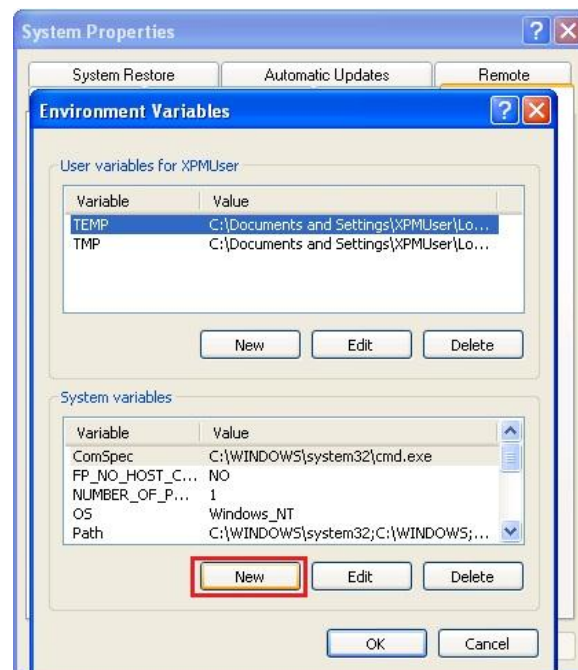 System Properties
System Restore Automatic Updates Remote
Environment Variables
User variables for XPMUser
Variable Value
TEMP C:\Documents and Settings\XPMUser\Lo...
TMP C:\Documents and Settings\XPMUser\Lo...
New Edit Delete
System variables
Variable Value
ComSpec C:\WINDOWS\system32\cmd.exe
FP_NO_HOST_C... NO
NUMBER_OF_P... 1
OS Windows_NT
Path C:\WINDOWS\system32;C:\WINDOWS;...
New Edit Delete
OK Cancel